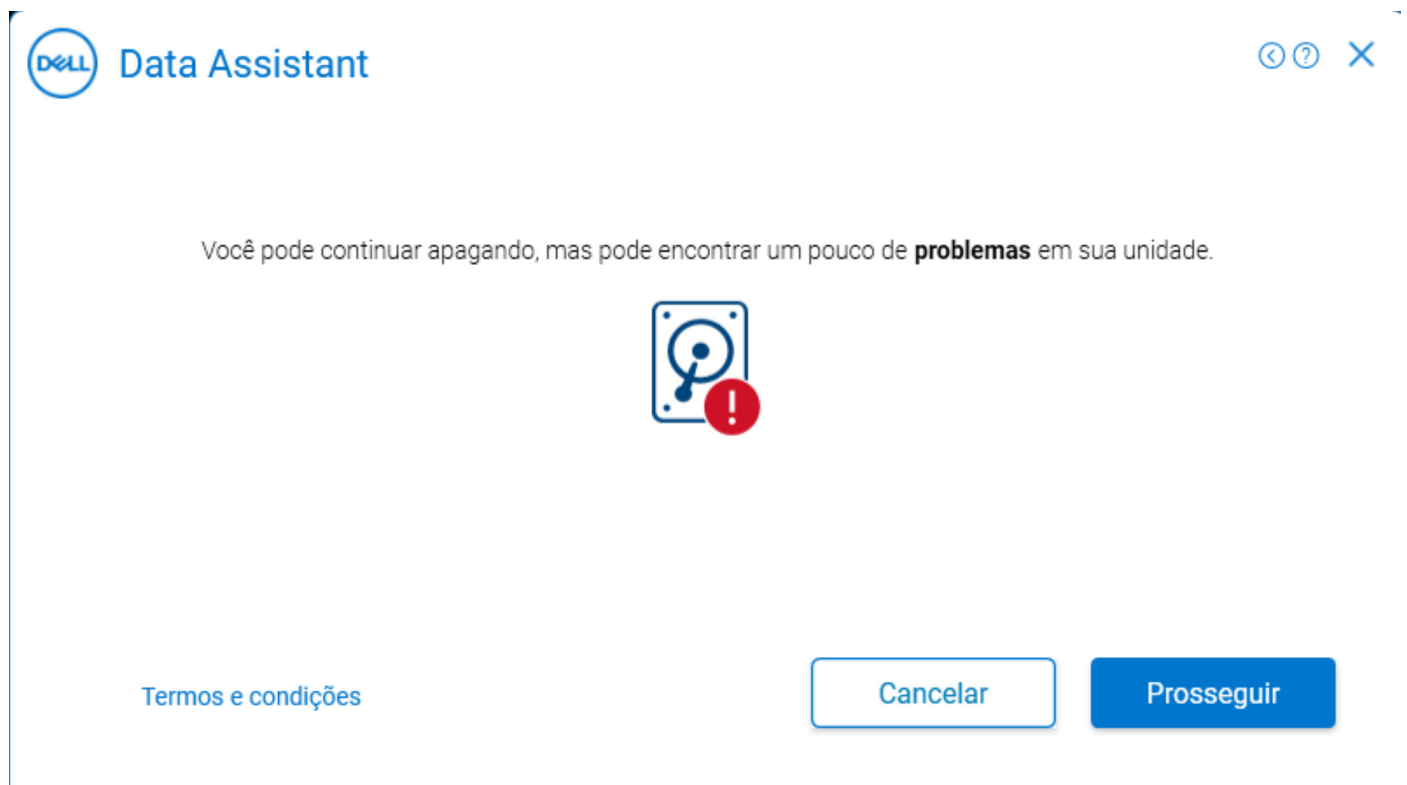 DELL Data Assistant
Você pode continuar apagando, mas pode encontrar um pouco de problemas em sua unidade.
Termos e condições
Cancelar
Prosseguir